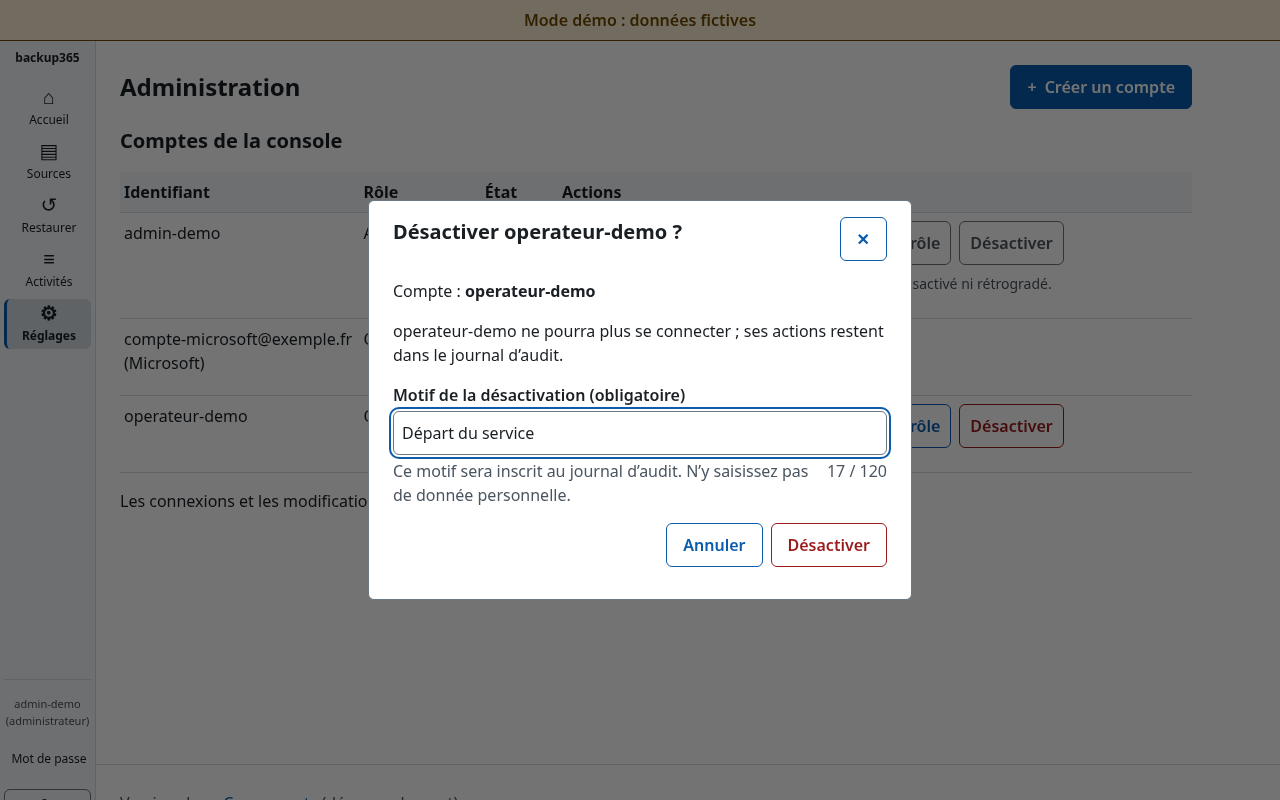 Mode démo : données fictives
backup365
Accueil
Sources
Restaurer
Activités
Réglages
admin-demo
(administrateur)
Mot de passe
Administration
+ Créer un compte
Comptes de la console
Identifiant Rôle État Actions
admin-demo
rôle Désactiver
sactivé ni rétrogradé.
compte-microsoft@exemple.fr
(Microsoft)
operateur-demo
rôle Désactiver
Les connexions et les modificatio
Désactiver operateur-demo ?
×
Compte : operateur-demo
operateur-demo ne pourra plus se connecter ; ses actions restent
dans le journal d’audit.
Motif de la désactivation (obligatoire)
Départ du service
Ce motif sera inscrit au journal d’audit. N’y saisissez pas 17 / 120
de donnée personnelle.
Annuler Désactiver